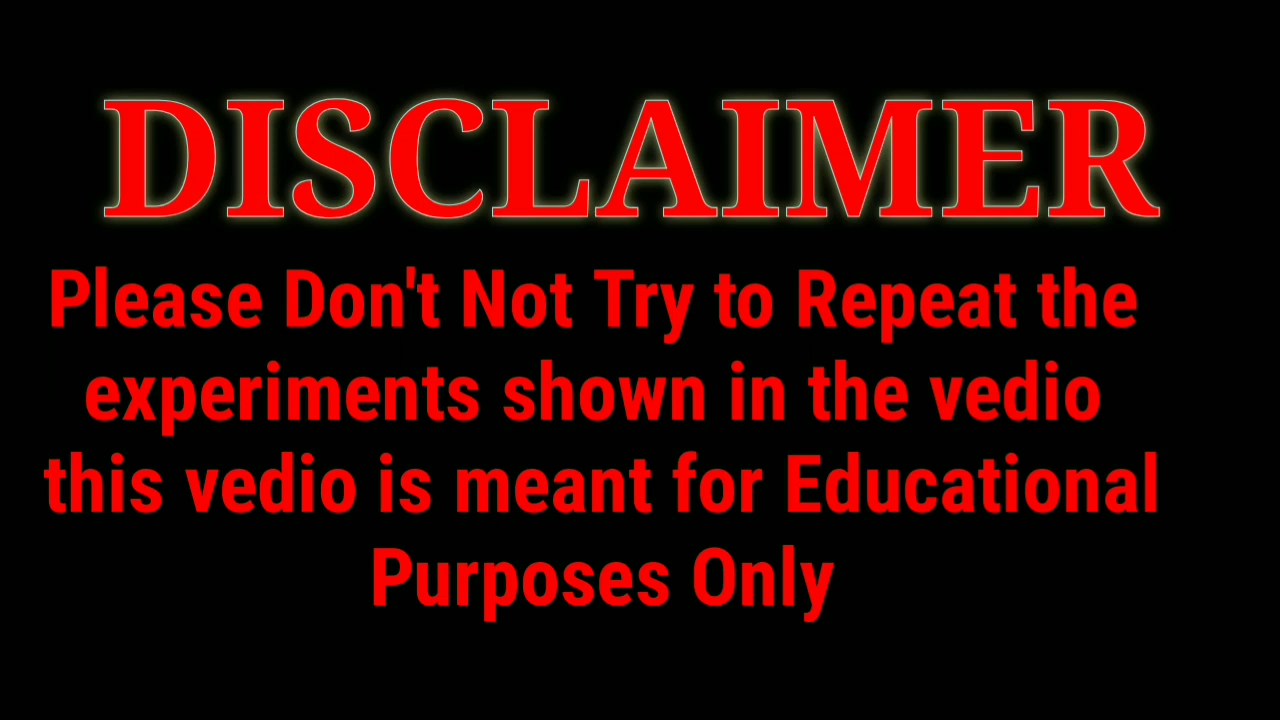 DISCLAIMER
Please Don't Not Try to Repeat the
experiments shown in the vedio
this vedio is meant for Educational
Purposes Only